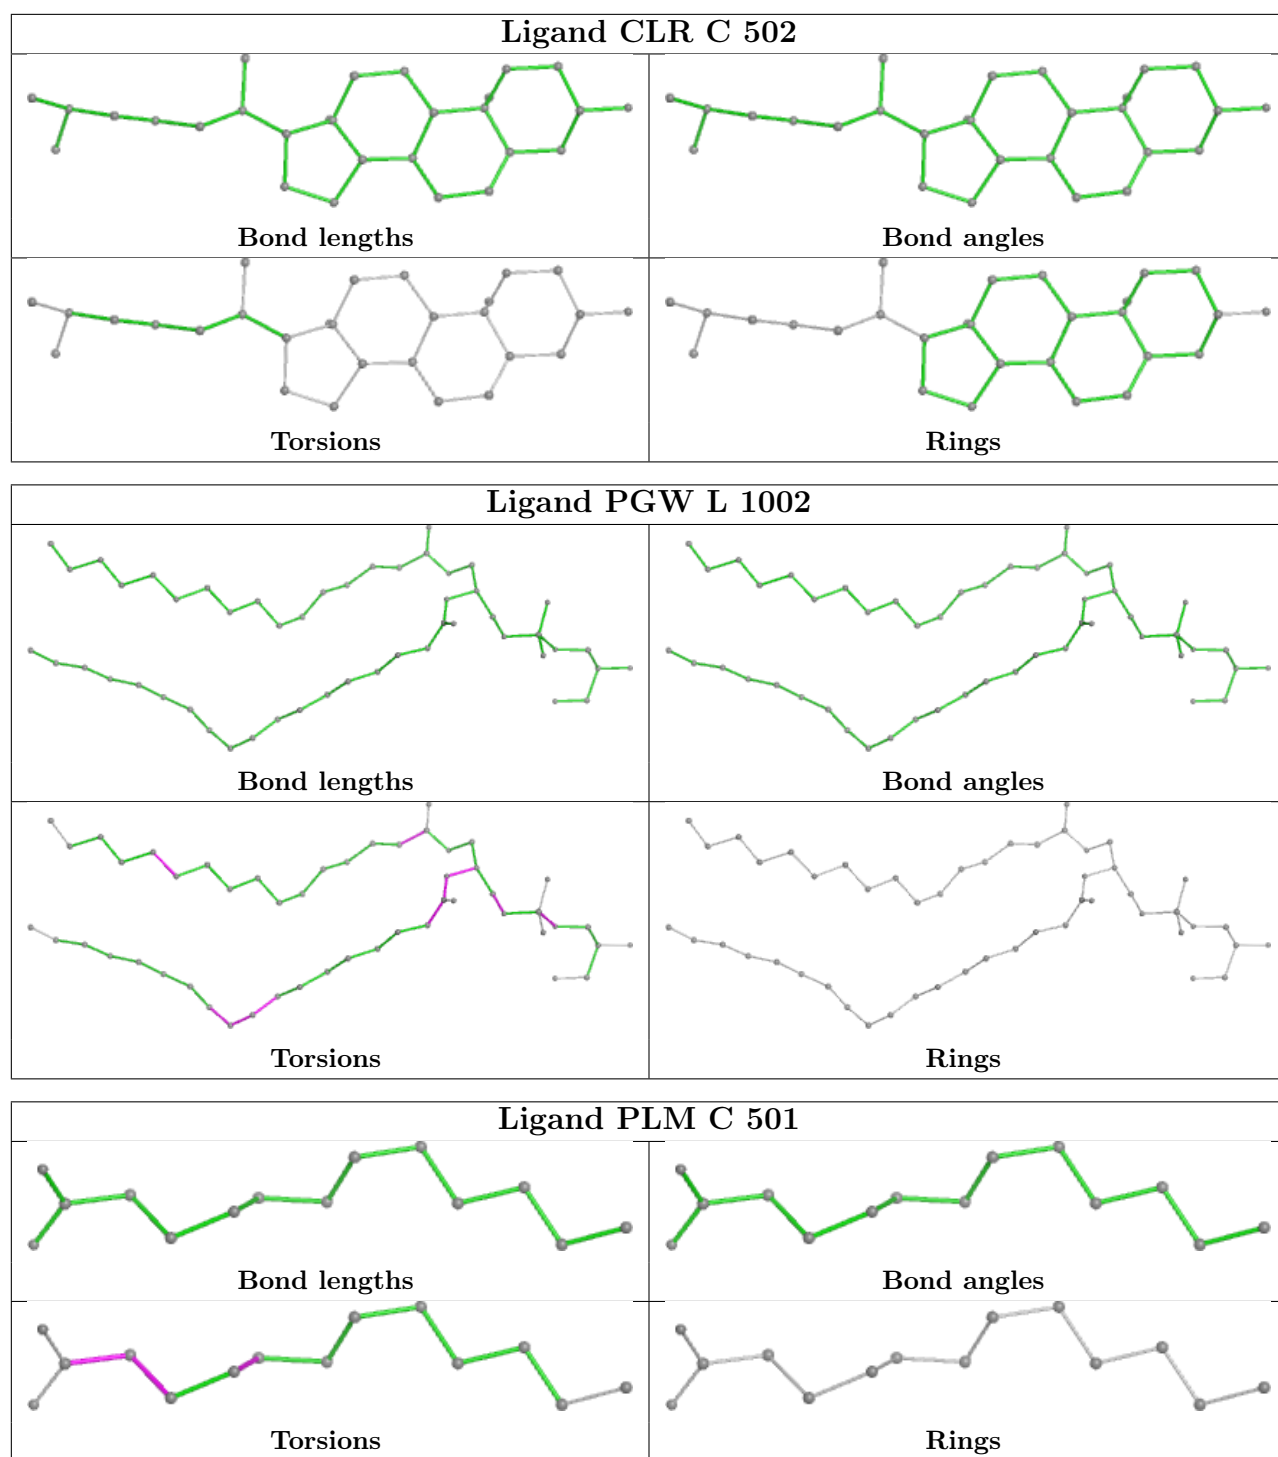 Ligand CLR C 502
Bond lengths
Bond angles
Torsions
Rings
Ligand PGW L 1002
Bond lengths
Bond angles
Torsions
Rings
Ligand PLM C 501
Bond lengths
Bond angles
Torsions
Rings